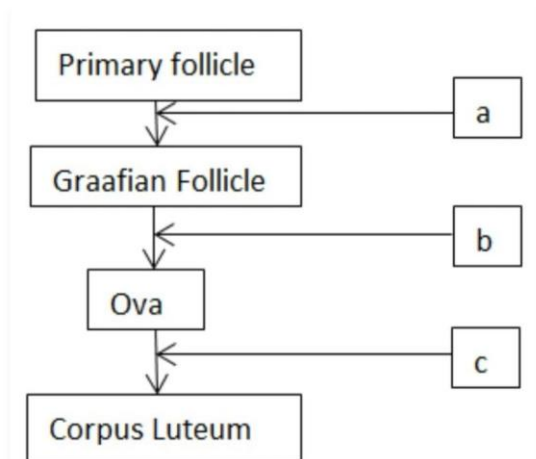 Primary follicle
a
Graafian Follicle
b
Ova
c
Corpus Luteum